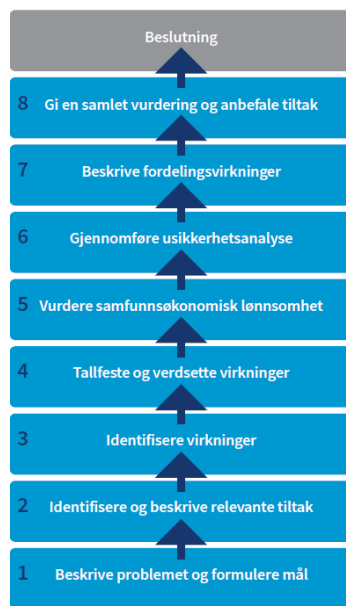 Beslutning
8 Gi en samlet vurdering og anbefale tiltak
7 Beskrive fordelingsvirkninger
6 Gjennomføre usikkerhetsanalyse
5 Vurdere samfunnsøkonomisk lønnsomhet
4 Tallfeste og verdsette virkninger
3 Identifisere virkninger
2 Identifisere og beskrive relevante tiltak
1 Beskrive problemet og formulere mål